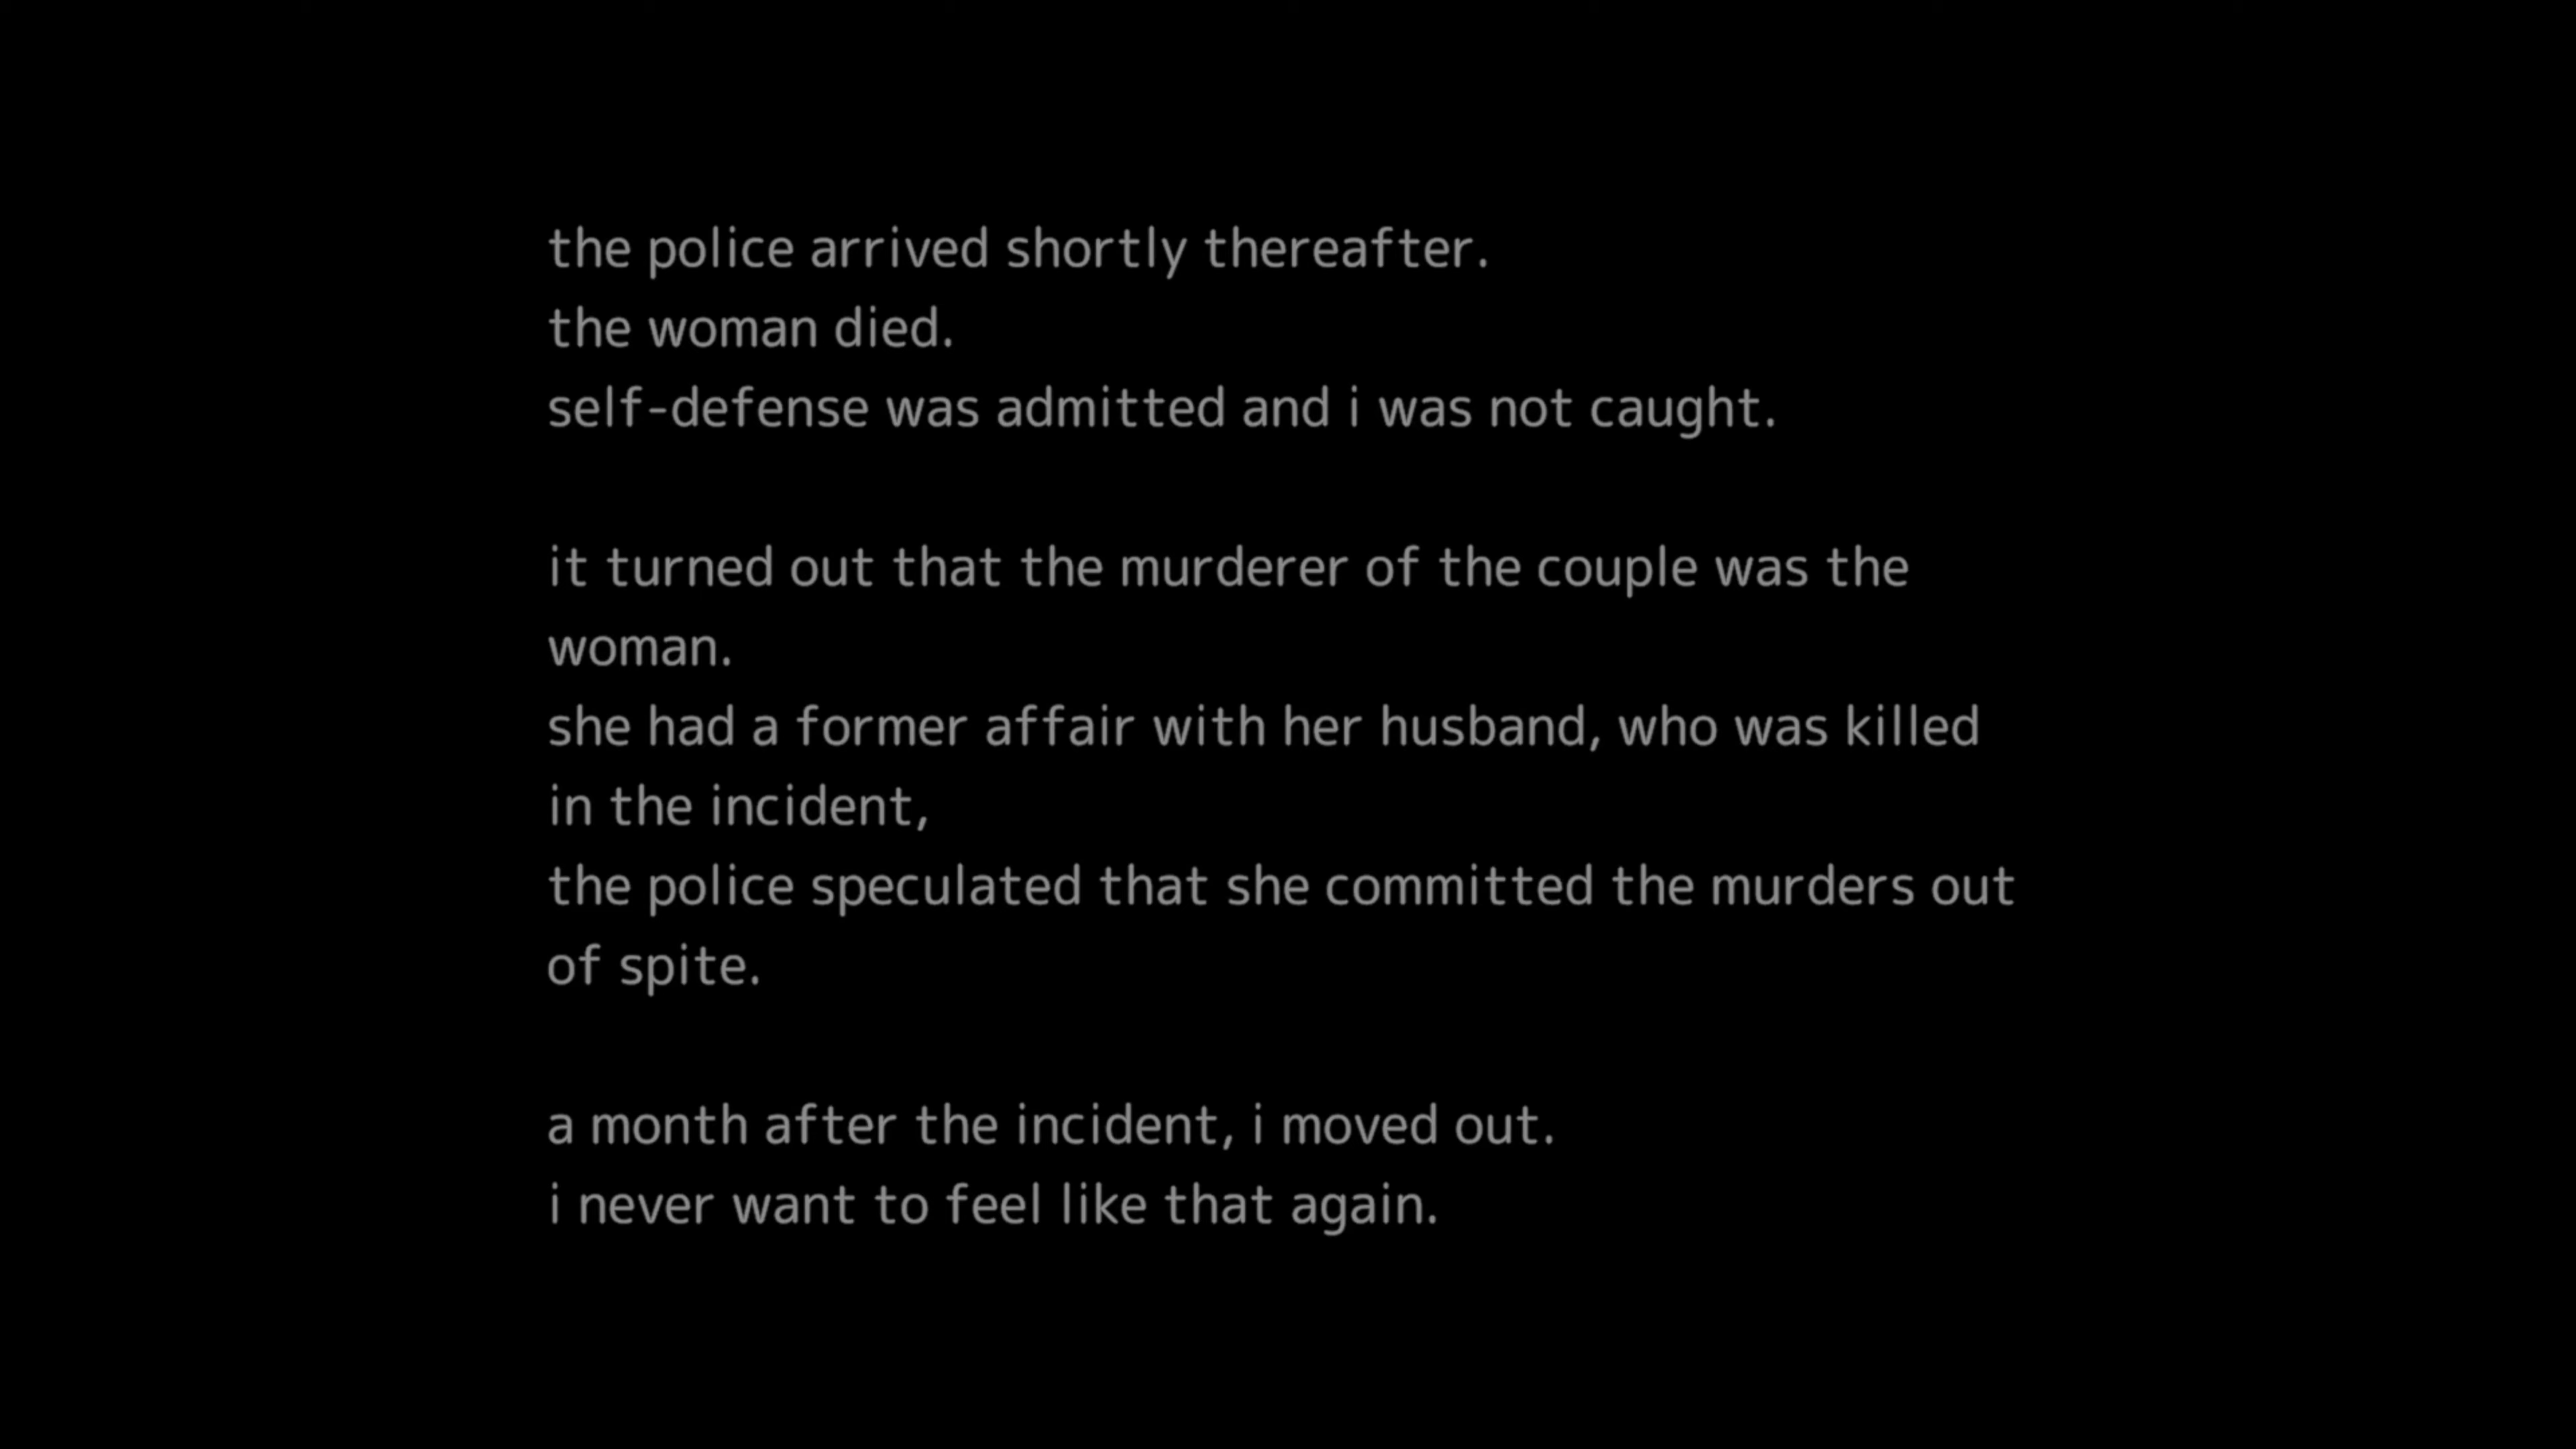 the police arrived shortly thereafter.
the woman died.
self-defense was admitted and i was not caught.
it turned out that the murderer of the couple was the
woman.
she had a former affair with her husband, who was killed
in the incident,
the police speculated that she committed the murders out
of spite.
a month after the incident, i moved out.
i never want to feel like that again.